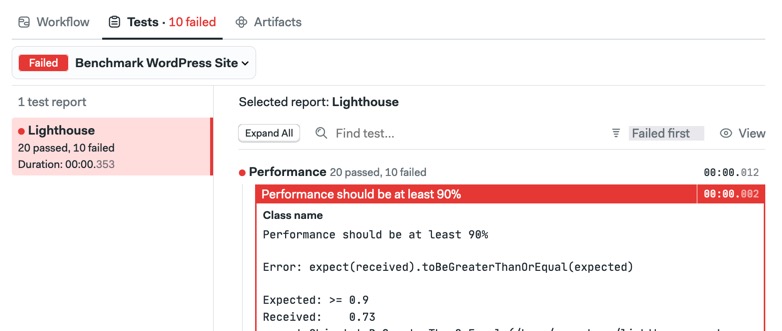 Workflow Tests · 10 failed Artifacts
Failed Benchmark WordPress Site
1 test report
Selected report: Lighthouse
Lighthouse
20 passed, 10 failed
Duration: 00:00.353
Expand All Find test... Failed first View
Performance 20 passed, 10 failed 00:00.012
Performance should be at least 90% 00:00.002
Class name
Performance should be at least 90%
Error: expect(received).toBeGreaterThanOrEqual(expected)
Expected: >= 0.9
Received: 0.73